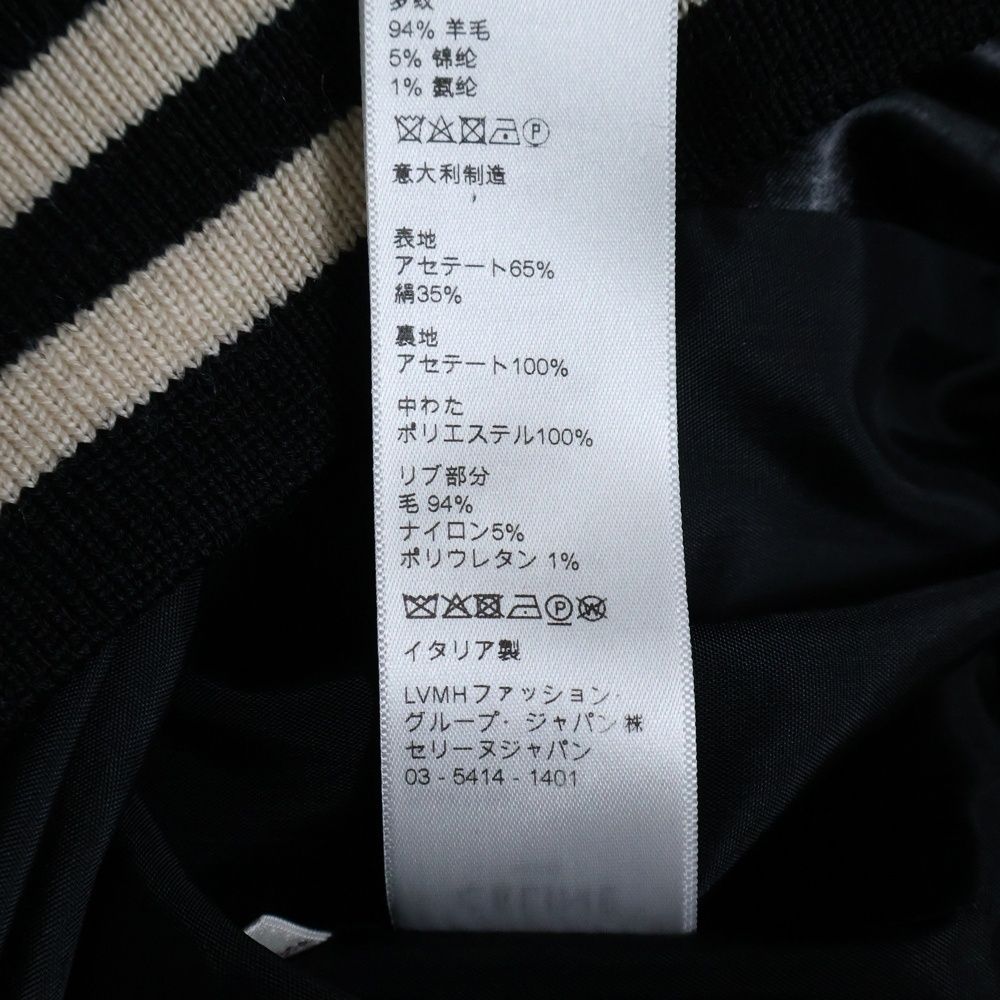 94% 羊毛
5% 锦纶
1% 氨纶
意大利制造
表地
アセテート65%
絹35%
裏地
アセテート100%
中わた
ポリエステル100%
リブ部分
毛 94%
ナイロン5%
ポリウレタン 1%
イタリア製
LVMHファッション・
グループ・ジャパン㈱
セリーヌジャパン
03 - 5414 - 1401